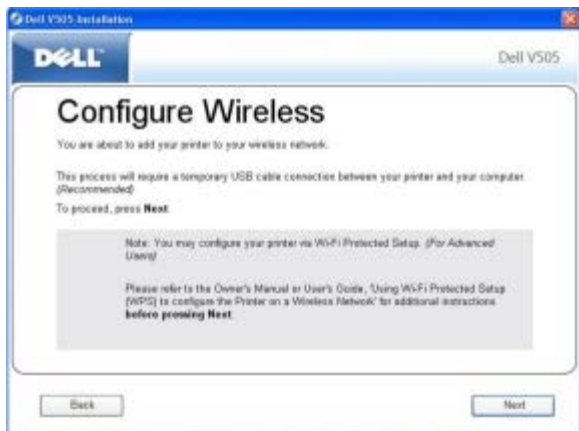 Dell V505 Installation
DELL
Dell V505
Configure Wireless
You are about to add your printer to your wireless network.
This process will require a temporary USB cable connection between your printer and your computer.
(Recommended)
To proceed, press Next
Note: You may configure your printer via Wi-Fi Protected Setup. (For Advanced
Users)
Please refer to the Owner's Manual or User's Guide, 'Using Wi-Fi Protected Setup
(WPS) to configure the Printer on a Wireless Network' for additional instructions
before pressing Next.
Back
Next